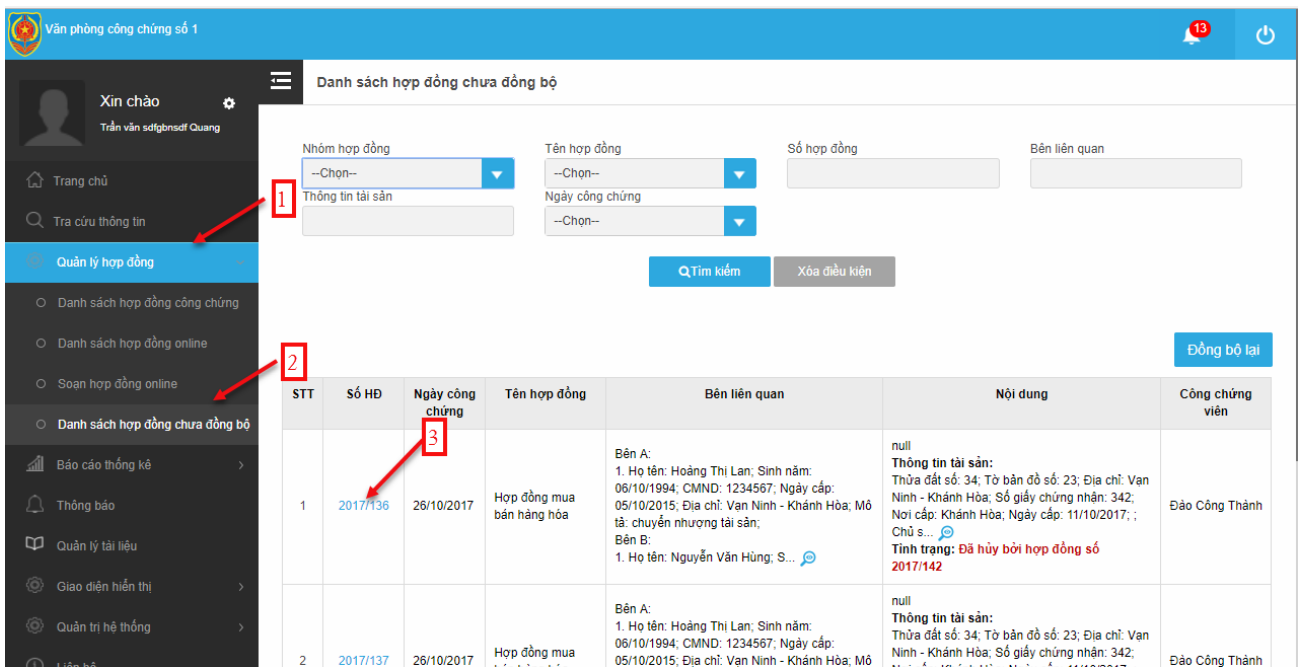 Văn phòng công chứng số 1
13
Xin chào
Trần văn sdfgbnsdf Quang
Trang chủ
Tra cứu thông tin
Quản lý hợp đồng
Danh sách hợp đồng công chứng
Danh sách hợp đồng online
Soạn hợp đồng online
Danh sách hợp đồng chưa đồng bộ
Báo cáo thống kê
Thông báo
Quản lý tài liệu
Giao diện hiển thị
Quản trị hệ thống
Liên hệ
Danh sách hợp đồng chưa đồng bộ
Nhóm hợp đồng
Tên hợp đồng
Số hợp đồng
Bên liên quan
--Chọn--
--Chọn--
Thông tin tài sản
Ngày công chứng
--Chọn--
1
Tìm kiếm
Xóa điều kiện
Đồng bộ lại
2
STT
Số HĐ
Ngày công
chứng
Tên hợp đồng
Bên liên quan
Nội dung
Công chứng
viên
3
1
2017/136
26/10/2017
Hợp đồng mua
bán hàng hóa
Bên A:
1. Họ tên: Hoàng Thị Lan; Sinh năm:
06/10/1994; CMND: 1234567; Ngày cấp:
05/10/2015; Địa chỉ: Vạn Ninh - Khánh Hòa; Mô
tả: chuyển nhượng tài sản;
Bên B:
1. Họ tên: Nguyễn Văn Hùng; S...
null
Thông tin tài sản:
Thửa đất số: 34; Tờ bản đồ số: 23; Địa chỉ: Vạn
Ninh - Khánh Hòa; Số giấy chứng nhận: 342;
Nơi cấp: Khánh Hòa; Ngày cấp: 11/10/2017; ;
Chủ s...
Tình trạng: Đã hủy bởi hợp đồng số
2017/142
Đào Công Thành
2
2017/137
26/10/2017
Hợp đồng mua
Bên A:
1. Họ tên: Hoàng Thị Lan; Sinh năm:
06/10/1994; CMND: 1234567; Ngày cấp:
05/10/2015; Địa chỉ: Vạn Ninh - Khánh Hòa; Mô
null
Thông tin tài sản:
Thửa đất số: 34; Tờ bản đồ số: 23; Địa chỉ: Vạn
Ninh - Khánh Hòa; Số giấy chứng nhận: 342;
Đào Công Thành